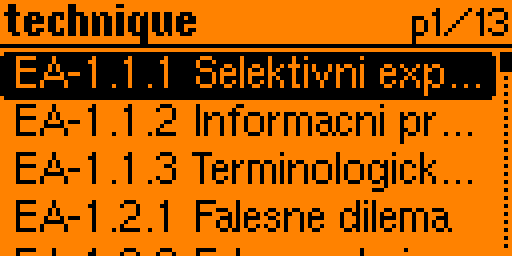 technique p1/13
EA-1.1.1 Selektivni exp...
EA-1.1.2 Informacni pr...
EA-1.1.3 Terminologick...
EA-1.2.1 Falesne dilema